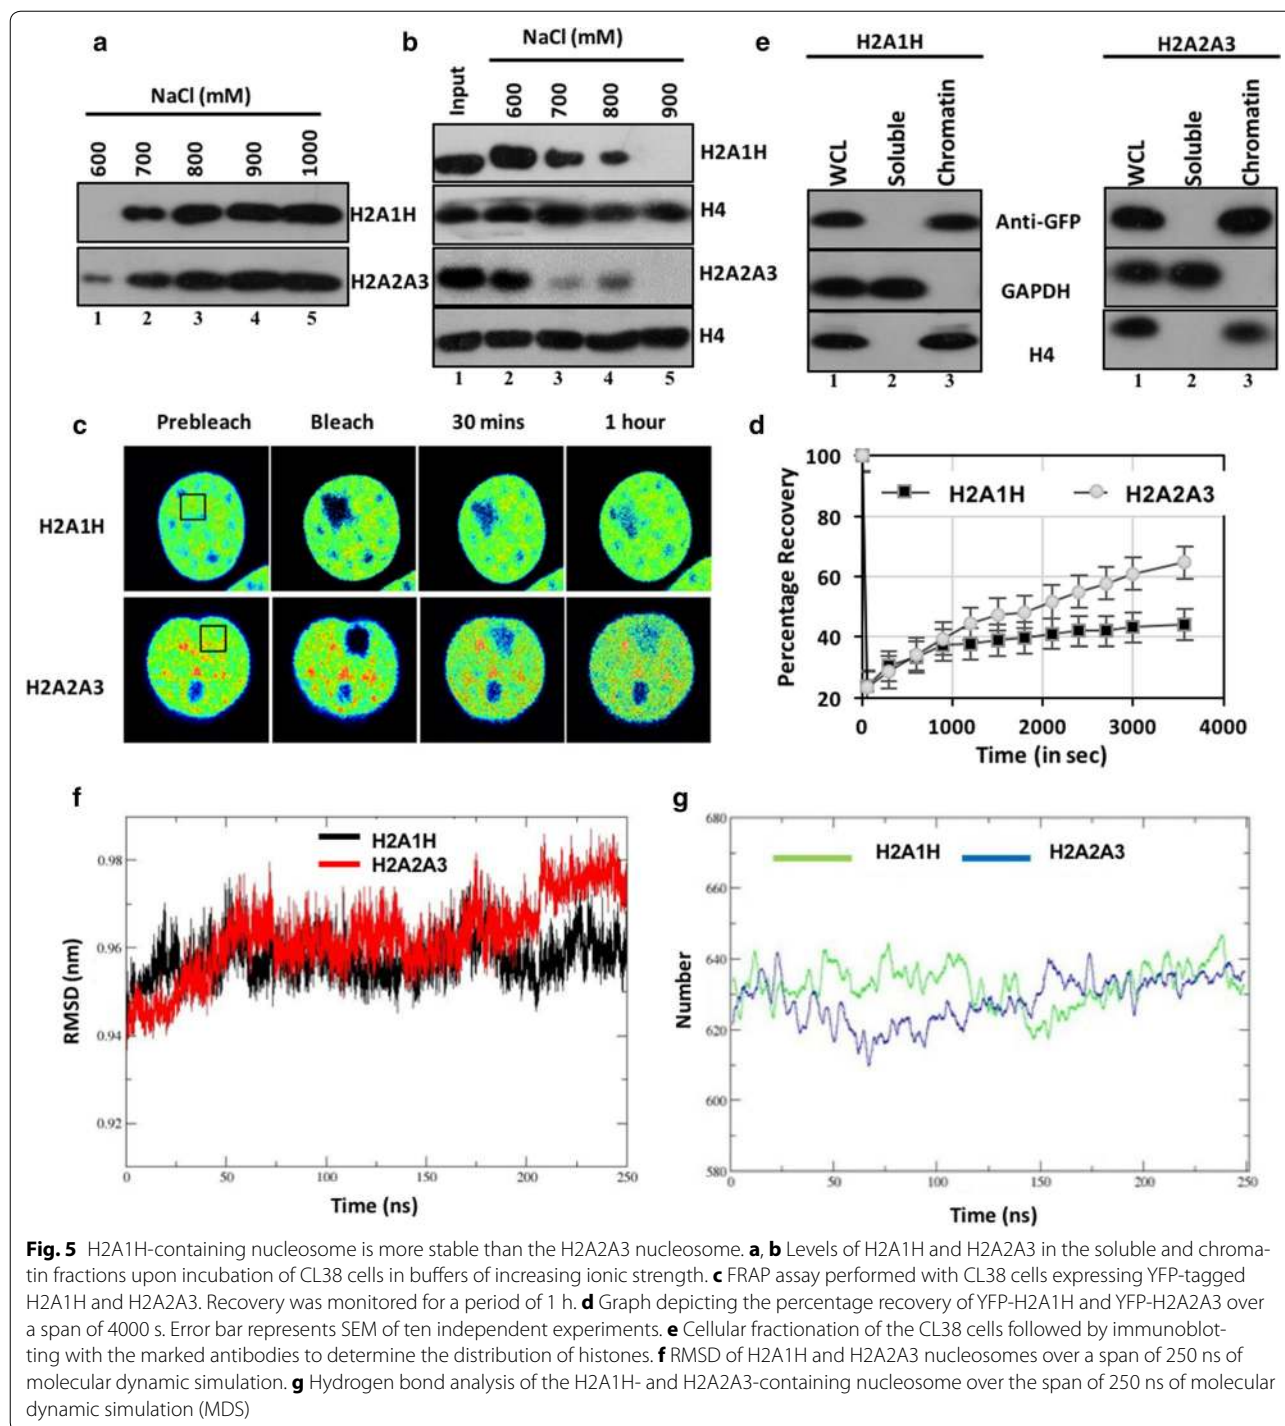 a
NaCl (mM)
600 700 800 900 1000
H2A1H
H2A2A3
1 2 3 4 5
b
NaCl (mM)
Input 600 700 800 900
H2A1H
H4
H2A2A3
H4
1 2 3 4 5
e
H2A1H H2A2A3
WCL Soluble Chromatin WCL Soluble Chromatin
Anti-GFP
GAPDH
H4
1 2 3 1 2 3
c
Prebleach Bleach 30 mins 1 hour
H2A1H
H2A2A3
d
Percentage Recovery
100
80
60
40
20
H2A1H H2A2A3
0 1000 2000 3000 4000
Time (in sec)
f
RMSD (nm)
H2A1H
H2A2A3
0.98
0.96
0.94
0.92
0 50 100 150 200 250
Time (ns)
g
Number
H2A1H H2A2A3
680
660
640
620
600
580
0 50 100 150 200 250
Time (ns)
Fig. 5 H2A1H-containing nucleosome is more stable than the H2A2A3 nucleosome. a, b Levels of H2A1H and H2A2A3 in the soluble and chroma-
tin fractions upon incubation of CL38 cells in buffers of increasing ionic strength. c FRAP assay performed with CL38 cells expressing YFP-tagged
H2A1H and H2A2A3. Recovery was monitored for a period of 1 h. d Graph depicting the percentage recovery of YFP-H2A1H and YFP-H2A2A3 over
a span of 4000 s. Error bar represents SEM of ten independent experiments. e Cellular fractionation of the CL38 cells followed by immunoblot-
ting with the marked antibodies to determine the distribution of histones. f RMSD of H2A1H and H2A2A3 nucleosomes over a span of 250 ns of
molecular dynamic simulation. g Hydrogen bond analysis of the H2A1H- and H2A2A3-containing nucleosome over the span of 250 ns of molecular
dynamic simulation (MDS)